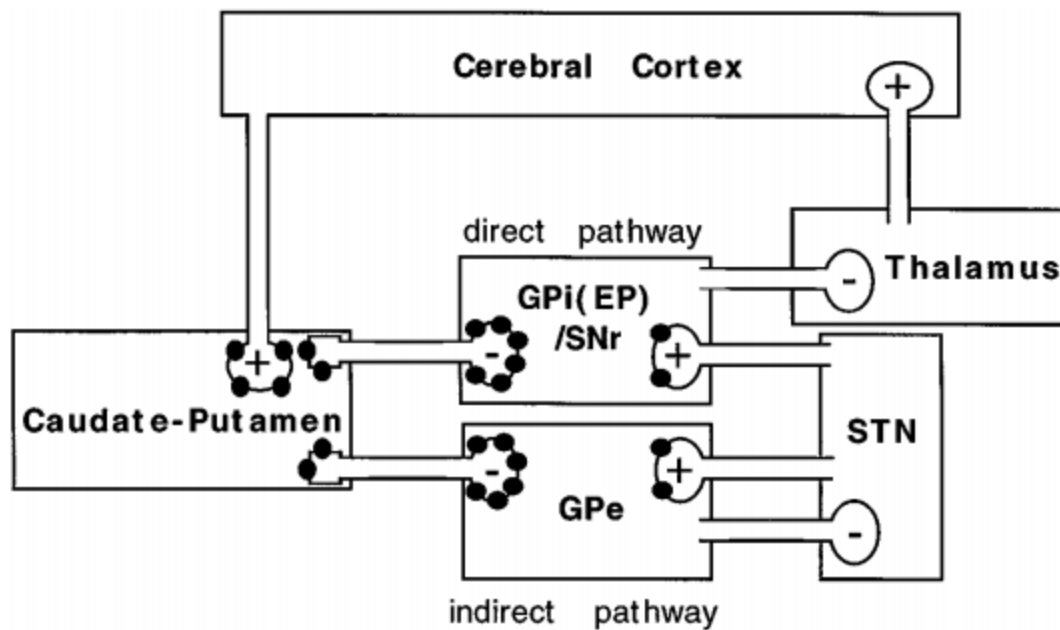 Cerebral Cortex
+
direct pathway
Thalamus
-
GPi(EP)
/SNr
-
+
+
Caudate-Putamen
STN
-
+
GPe
-
indirect pathway